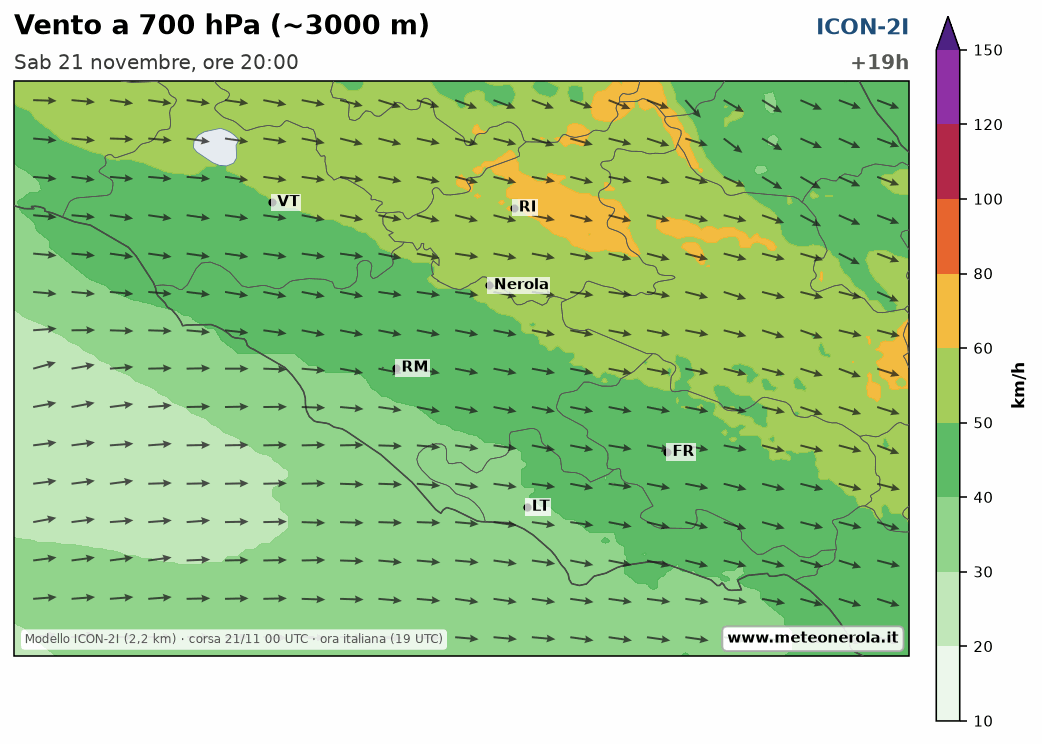 Vento a 700 hPa (~3000 m)
ICON-2I
Sab 21 novembre, ore 20:00
+19h
150
120
100
80
60
50
40
30
20
10
km/h
VT
RI
Nerola
RM
FR
LT
Modello ICON-2I (2,2 km) · corsa 21/11 00 UTC · ora italiana (19 UTC)
www.meteonerola.it